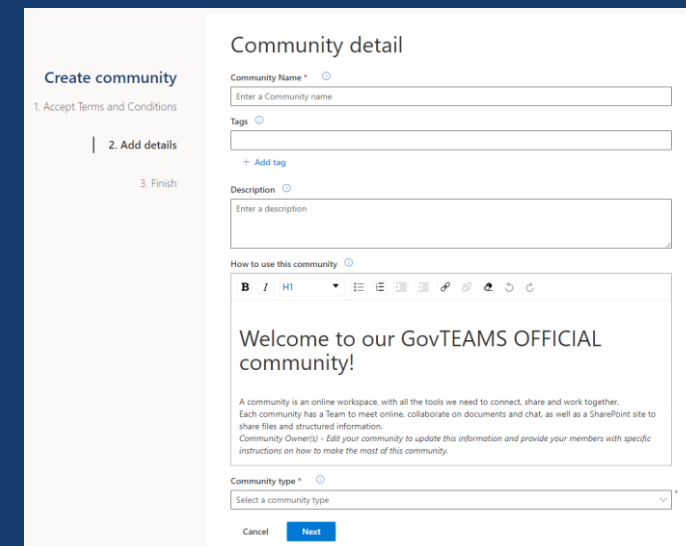 Create community
1. Accept Terms and Conditions
2. Add details
3. Finish
Community detail
Community Name *
Enter a Community name
Tags
+ Add tag
Description
Enter a description
How to use this community
B I H1
Welcome to our GovTEAMS OFFICIAL
community!
A community is an online workspace, with all the tools we need to connect, share and work together.
Each community has a Team to meet online, collaborate on documents and chat, as well as a SharePoint site to
share files and structured information.
Community Owner(s) - Edit your community to update this information and provide your members with specific
instructions on how to make the most of this community.
Community type *
Select a community type
*
Cancel
Next